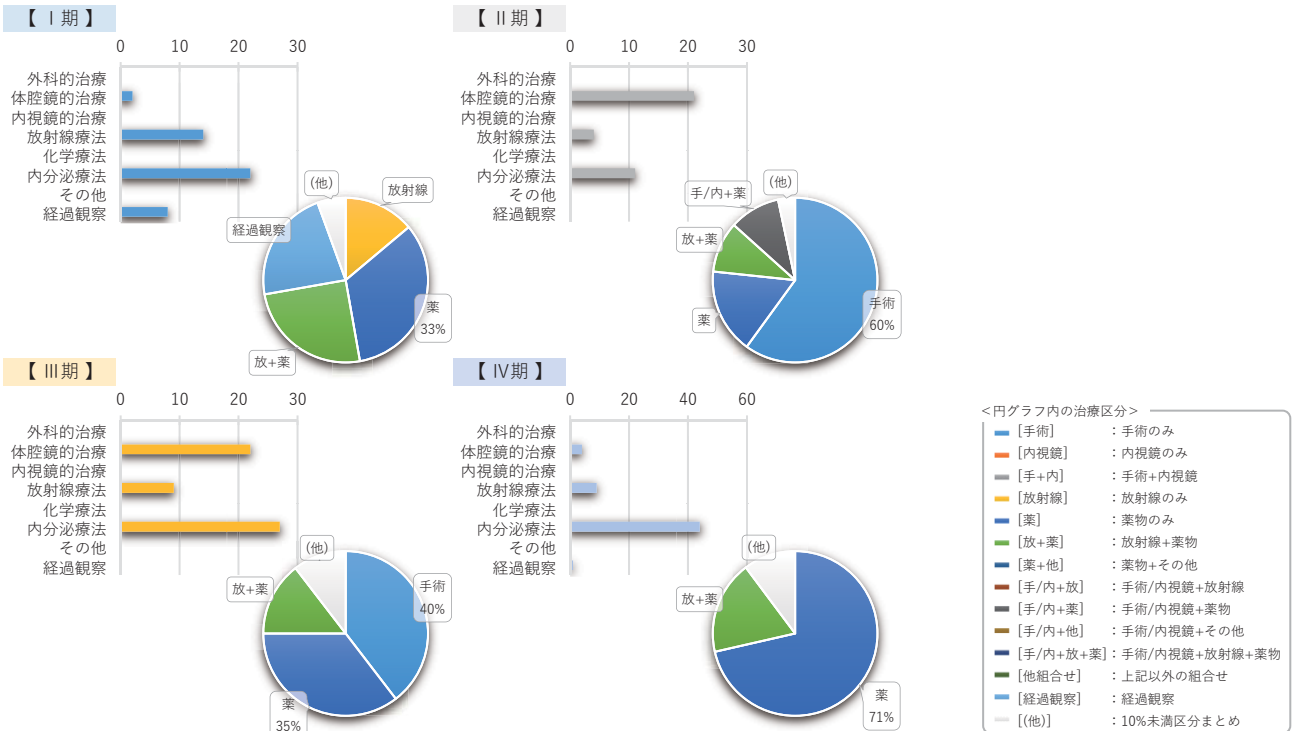 【 Ⅰ期 】
0 10 20 30
外科的治療
体腔鏡的治療
内視鏡的治療
放射線療法
化学療法
内分泌療法
その他
経過観察
(他)
放射線
経過観察
薬
33%
放+薬
【 Ⅱ期 】
0 10 20 30
外科的治療
体腔鏡的治療
内視鏡的治療
放射線療法
化学療法
内分泌療法
その他
経過観察
(他)
手/内+薬
放+薬
薬
手術
60%
【 Ⅲ期 】
0 10 20 30
外科的治療
体腔鏡的治療
内視鏡的治療
放射線療法
化学療法
内分泌療法
その他
経過観察
(他)
放+薬
手術
40%
薬
35%
【 Ⅳ期 】
0 20 40 60
外科的治療
体腔鏡的治療
内視鏡的治療
放射線療法
化学療法
内分泌療法
その他
経過観察
(他)
放+薬
薬
71%
<円グラフ内の治療区分>
[手術] ：手術のみ
[内視鏡] ：内視鏡のみ
[手+内] ：手術+内視鏡
[放射線] ：放射線のみ
[薬] ：薬物のみ
[放+薬] ：放射線+薬物
[薬+他] ：薬物+その他
[手/内+放] ：手術/内視鏡+放射線
[手/内+薬] ：手術/内視鏡+薬物
[手/内+他] ：手術/内視鏡+その他
[手/内+放+薬]：手術/内視鏡+放射線+薬物
[他組合せ] ：上記以外の組合せ
[経過観察] ：経過観察
[(他)] ：10%未満区分まとめ